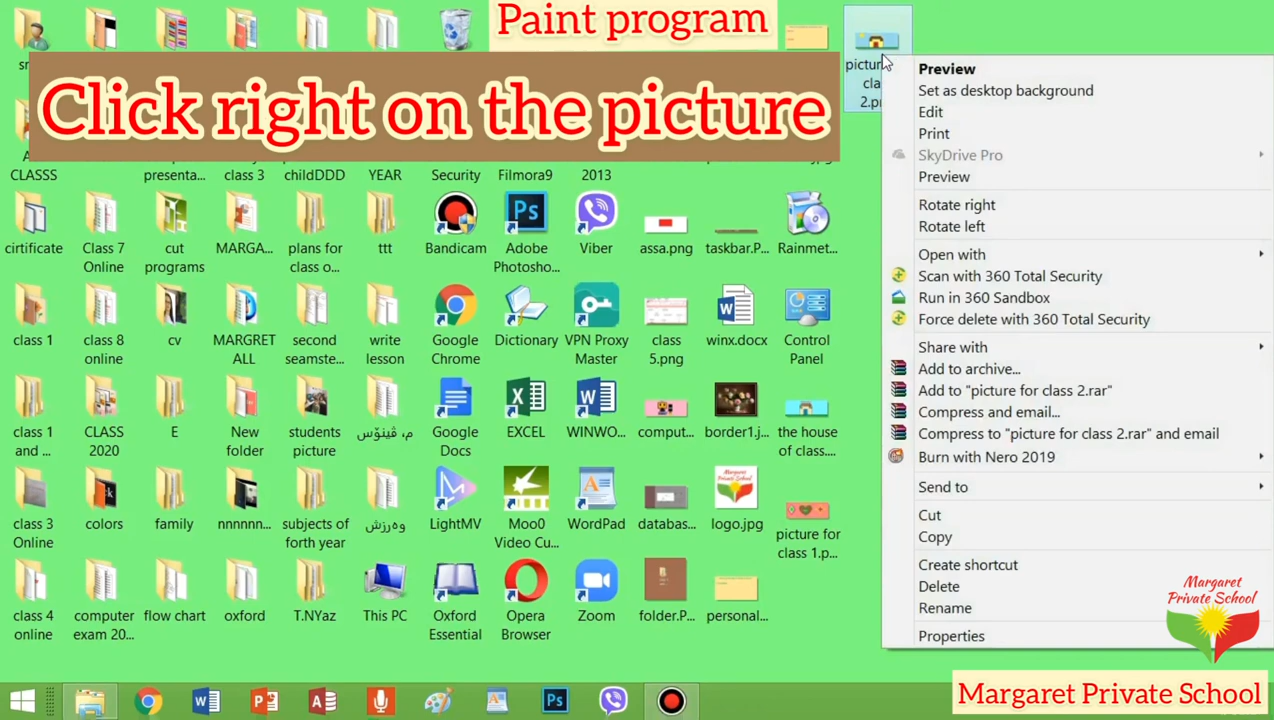 Paint program
Click right on the picture
picture
cla
2.p
Preview
Set as desktop background
Edit
Print
SkyDrive Pro
Preview
Rotate right
Rotate left
Open with
Scan with 360 Total Security
Run in 360 Sandbox
Force delete with 360 Total Security
Share with
Add to archive...
Add to "picture for class 2.rar"
Compress and email...
Compress to "picture for class 2.rar" and email
Burn with Nero 2019
Send to
Cut
Copy
Create shortcut
Delete
Rename
Properties
CLASSS
presenta...
class 3
childDDD
YEAR
Security
Filmora9
2013
cirtificate
Class 7
Online
cut
programs
MARGA...
plans for
class o...
ttt
Bandicam
Adobe
Photosho...
Viber
assa.png
taskbar.P...
Rainmet...
class 1
class 8
online
cv
MARGRET
ALL
second
seamste...
write
lesson
Google
Chrome
Dictionary
VPN Proxy
Master
class
5.png
winx.docx
Control
Panel
class 1
and ...
CLASS
2020
E
New
folder
students
picture
م، ڤینۆس
Google
Docs
EXCEL
WINWO...
comput...
border1.j...
the house
of class....
class 3
Online
colors
family
nnnnnn...
subjects of
forth year
وەرزش
LightMV
Moo0
Video Cu...
WordPad
databas...
logo.jpg
picture for
class 1.p...
class 4
online
computer
exam 20...
flow chart
oxford
T.NYaz
This PC
Oxford
Essential
Opera
Browser
Zoom
folder.P...
personal...
Margaret
Private School
Margaret Private School